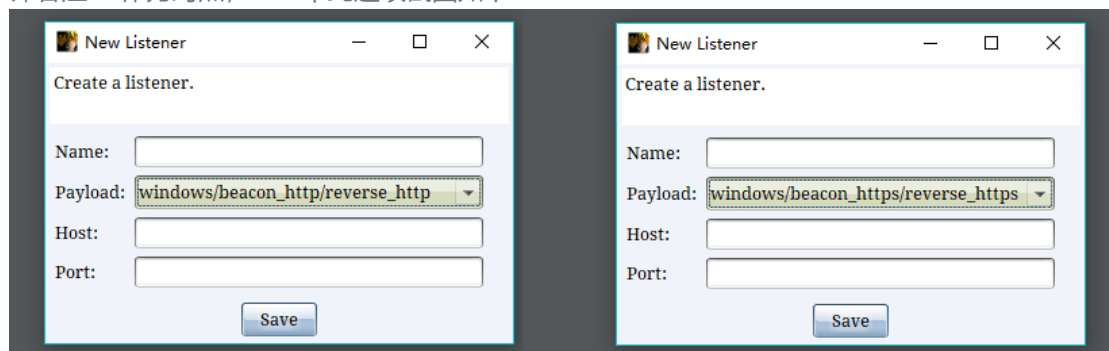 New Listener
Create a listener.
Name:
Payload: windows/beacon_http/reverse_http
Host:
Port:
Save
New Listener
Create a listener.
Name:
Payload: windows/beacon_https/reverse_https
Host:
Port:
Save